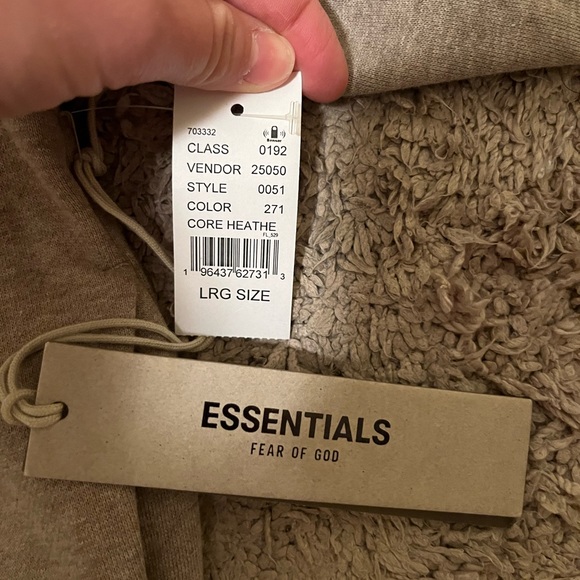 703332
CLASS 0192
VENDOR 25050
STYLE 0051
COLOR 271
CORE HEATHE
FL_529
1 96437 62731 3
LRG SIZE
ESSENTIALS
FEAR OF GOD